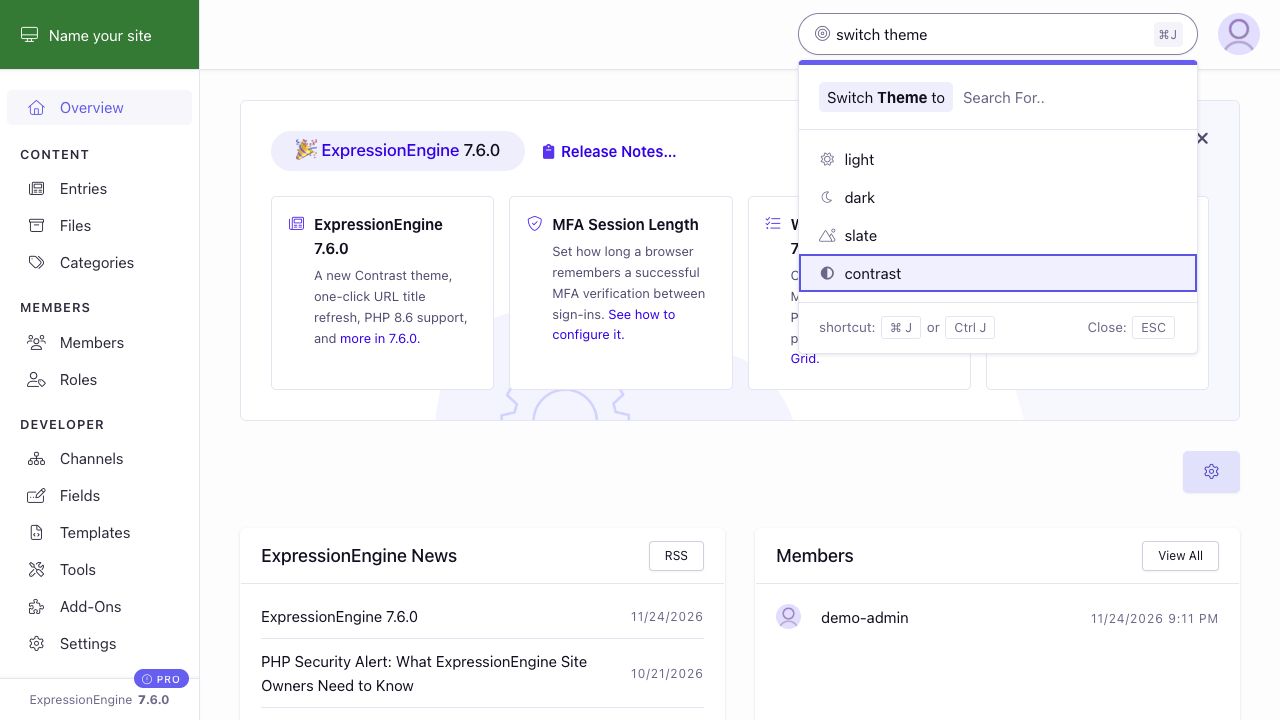 Name your site
switch theme
⌘J
Switch Theme to
Search For..
light
dark
slate
contrast
shortcut: ⌘ J or Ctrl J
Close: ESC
Overview
CONTENT
Entries
Files
Categories
MEMBERS
Members
Roles
DEVELOPER
Channels
Fields
Templates
Tools
Add-Ons
Settings
PRO
ExpressionEngine 7.6.0
ExpressionEngine 7.6.0
Release Notes...
ExpressionEngine
7.6.0
A new Contrast theme,
one-click URL title
refresh, PHP 8.6 support,
and more in 7.6.0.
MFA Session Length
Set how long a browser
remembers a successful
MFA verification between
sign-ins. See how to
configure it.
Grid.
ExpressionEngine News
RSS
ExpressionEngine 7.6.0
11/24/2026
PHP Security Alert: What ExpressionEngine Site
Owners Need to Know
10/21/2026
Members
View All
demo-admin
11/24/2026 9:11 PM